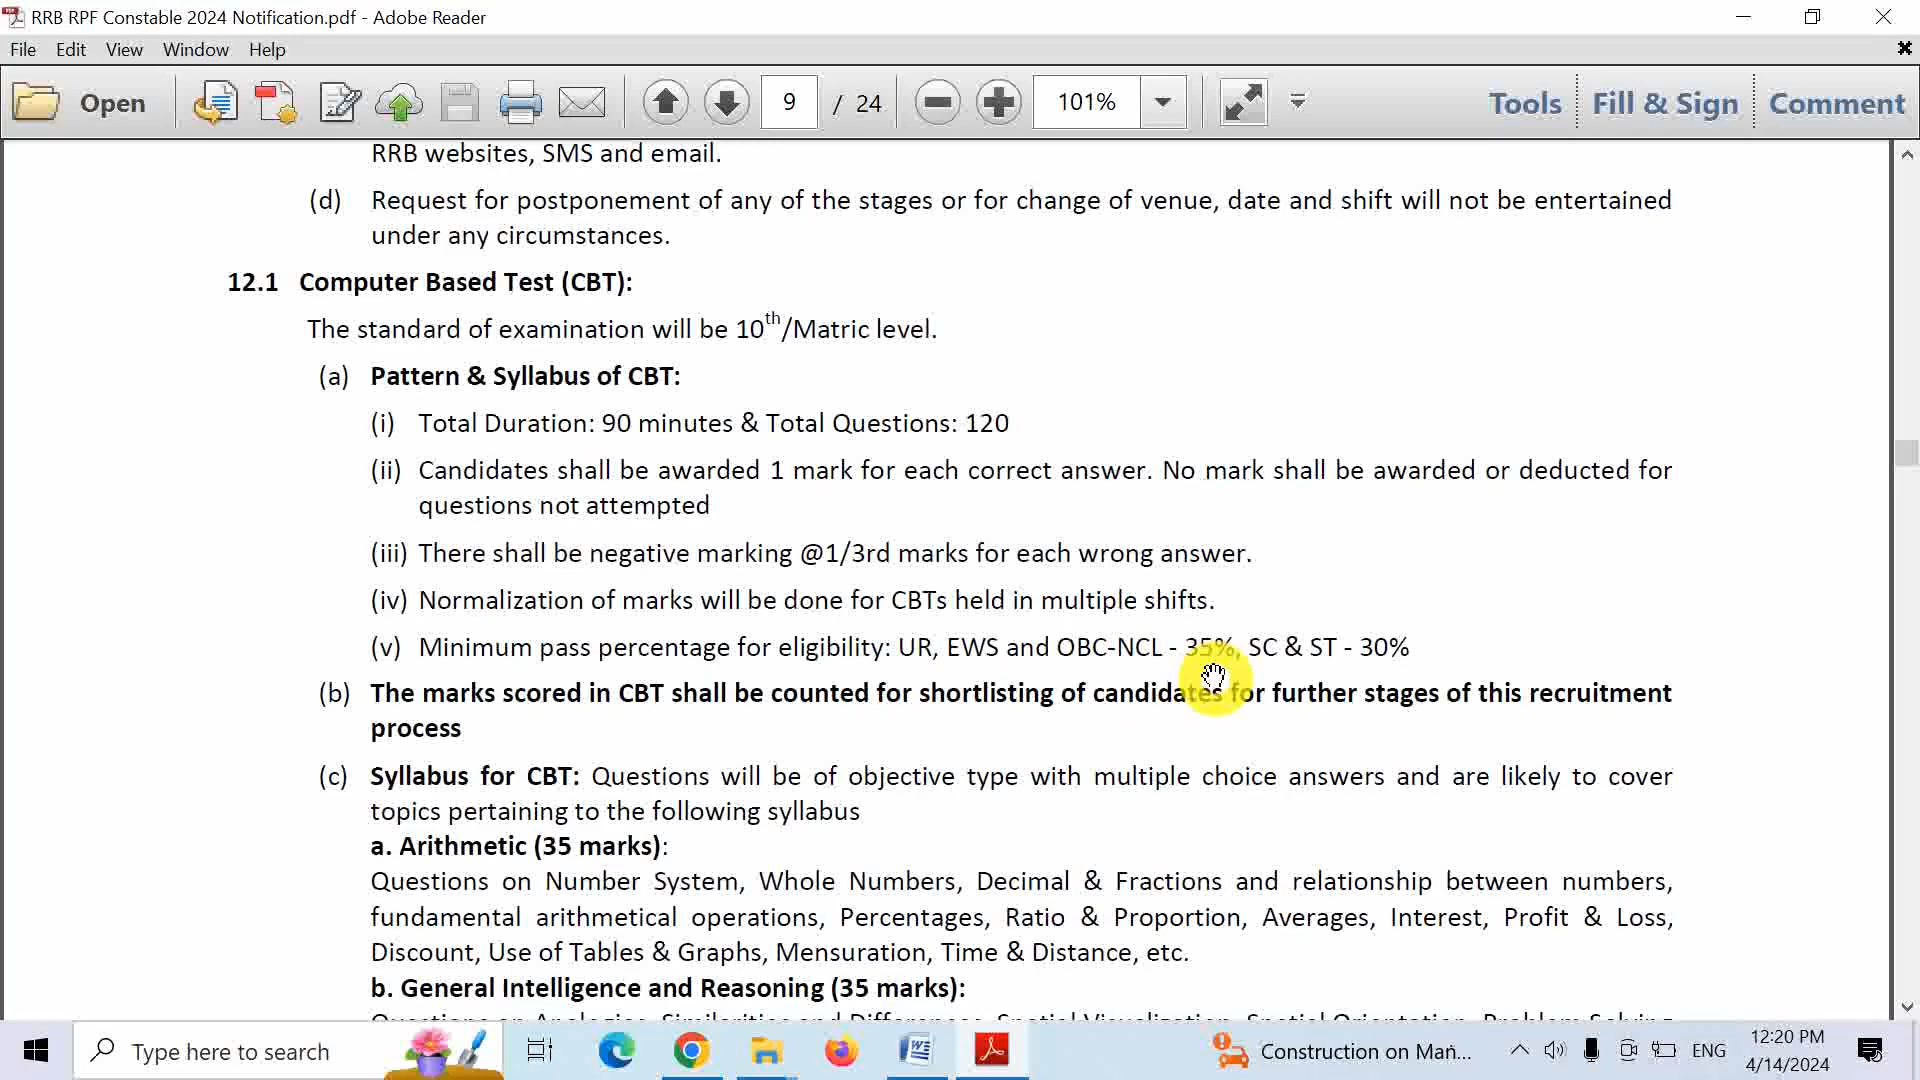 RRB RPF Constable 2024 Notification.pdf - Adobe Reader
File Edit View Window Help
Open 9 / 24 101% Tools Fill & Sign Comment
RRB websites, SMS and email.
(d) Request for postponement of any of the stages or for change of venue, date and shift will not be entertained
under any circumstances.
12.1 Computer Based Test (CBT):
The standard of examination will be 10th/Matric level.
(a) Pattern & Syllabus of CBT:
(i) Total Duration: 90 minutes & Total Questions: 120
(ii) Candidates shall be awarded 1 mark for each correct answer. No mark shall be awarded or deducted for
questions not attempted
(iii) There shall be negative marking @1/3rd marks for each wrong answer.
(iv) Normalization of marks will be done for CBTs held in multiple shifts.
(v) Minimum pass percentage for eligibility: UR, EWS and OBC-NCL - 35%, SC & ST - 30%
(b) The marks scored in CBT shall be counted for shortlisting of candidates for further stages of this recruitment
process
(c) Syllabus for CBT: Questions will be of objective type with multiple choice answers and are likely to cover
topics pertaining to the following syllabus
a. Arithmetic (35 marks):
Questions on Number System, Whole Numbers, Decimal & Fractions and relationship between numbers,
fundamental arithmetical operations, Percentages, Ratio & Proportion, Averages, Interest, Profit & Loss,
Discount, Use of Tables & Graphs, Mensuration, Time & Distance, etc.
b. General Intelligence and Reasoning (35 marks):
Questions on Analogies, Similarities and Differences, Spatial Visualization, Spatial Orientation, Problem Solving
Type here to search Construction on Man... ENG 12:20 PM
4/14/2024